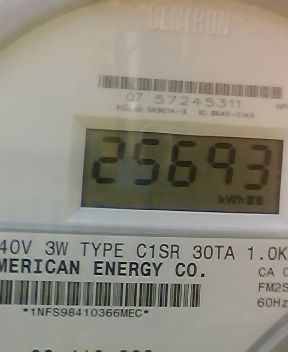 CENTRON
07 57245311
25693
kWh
40V 3W TYPE C1SR 30TA 1.0K
MERICAN ENERGY CO.
CA 0
FM2S
60Hz
*1NFS98410366MEC*